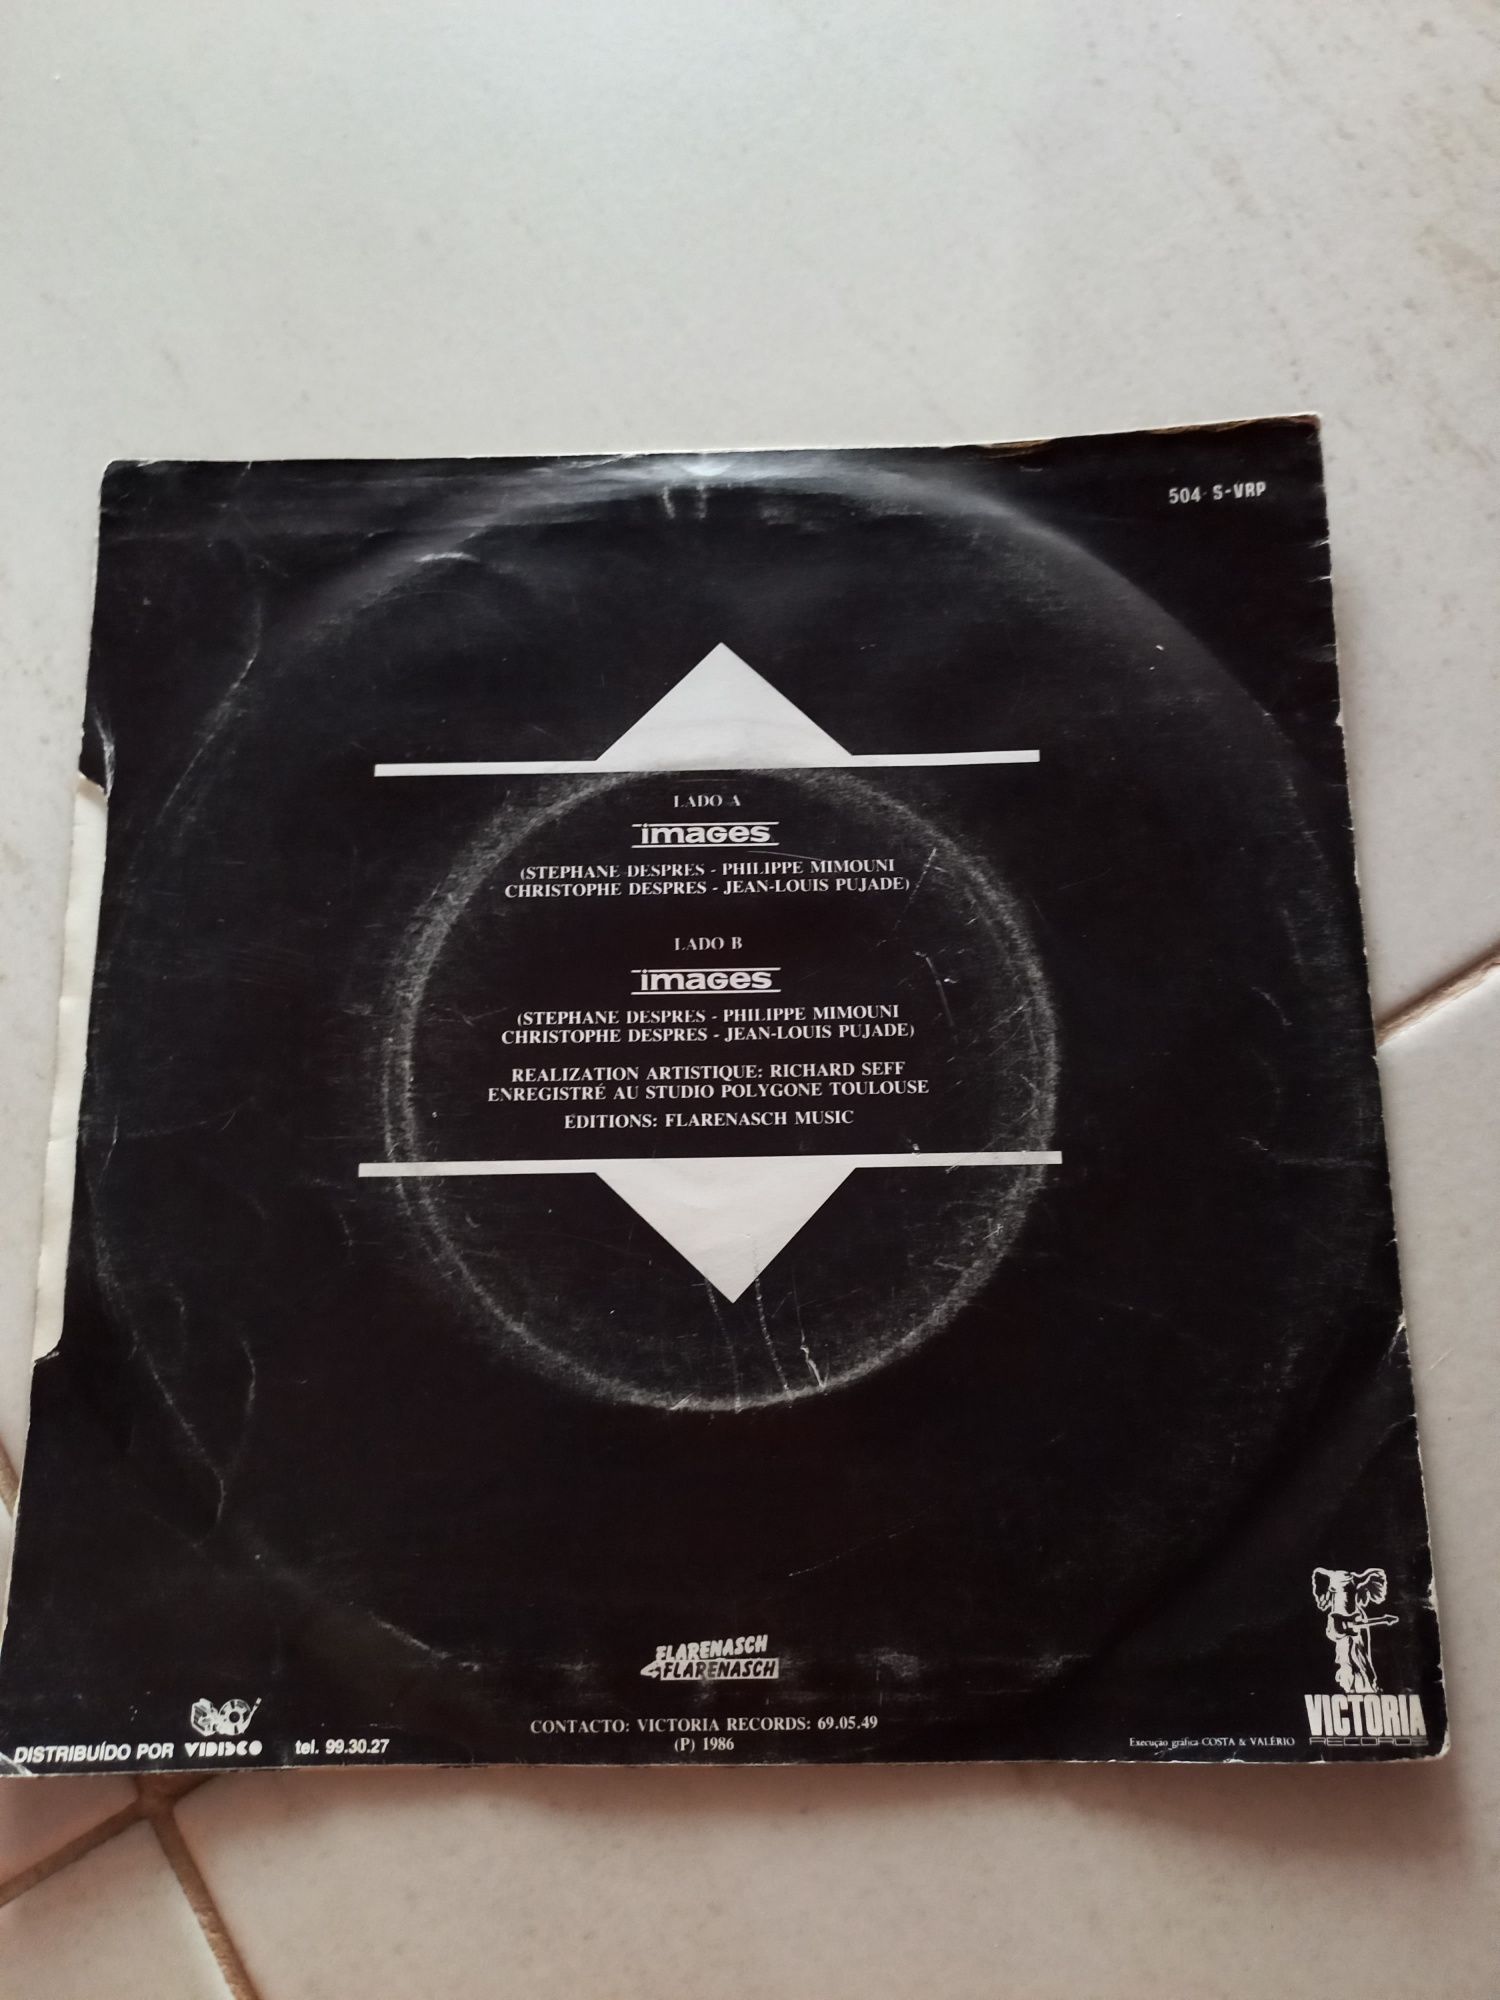 504 S-VRP
LADO A
images
(STEPHANE DESPRES - PHILIPPE MIMOUNI
CHRISTOPHE DESPRES - JEAN-LOUIS PUJADE)
LADO B
images
(STEPHANE DESPRES - PHILIPPE MIMOUNI
CHRISTOPHE DESPRES - JEAN-LOUIS PUJADE)
REALIZATION ARTISTIQUE: RICHARD SEFF
ENREGISTRÉ AU STUDIO POLYGONE TOULOUSE
EDITIONS: FLARENASCH MUSIC
FLARENASCH
FLARENASCH
DISTRIBUÍDO POR VIDISCO tel. 99.30.27
CONTACTO: VICTORIA RECORDS: 69.05.49
(P) 1986
Execução gráfica COSTA & VALÉRIO
VICTORIA
RECORDS